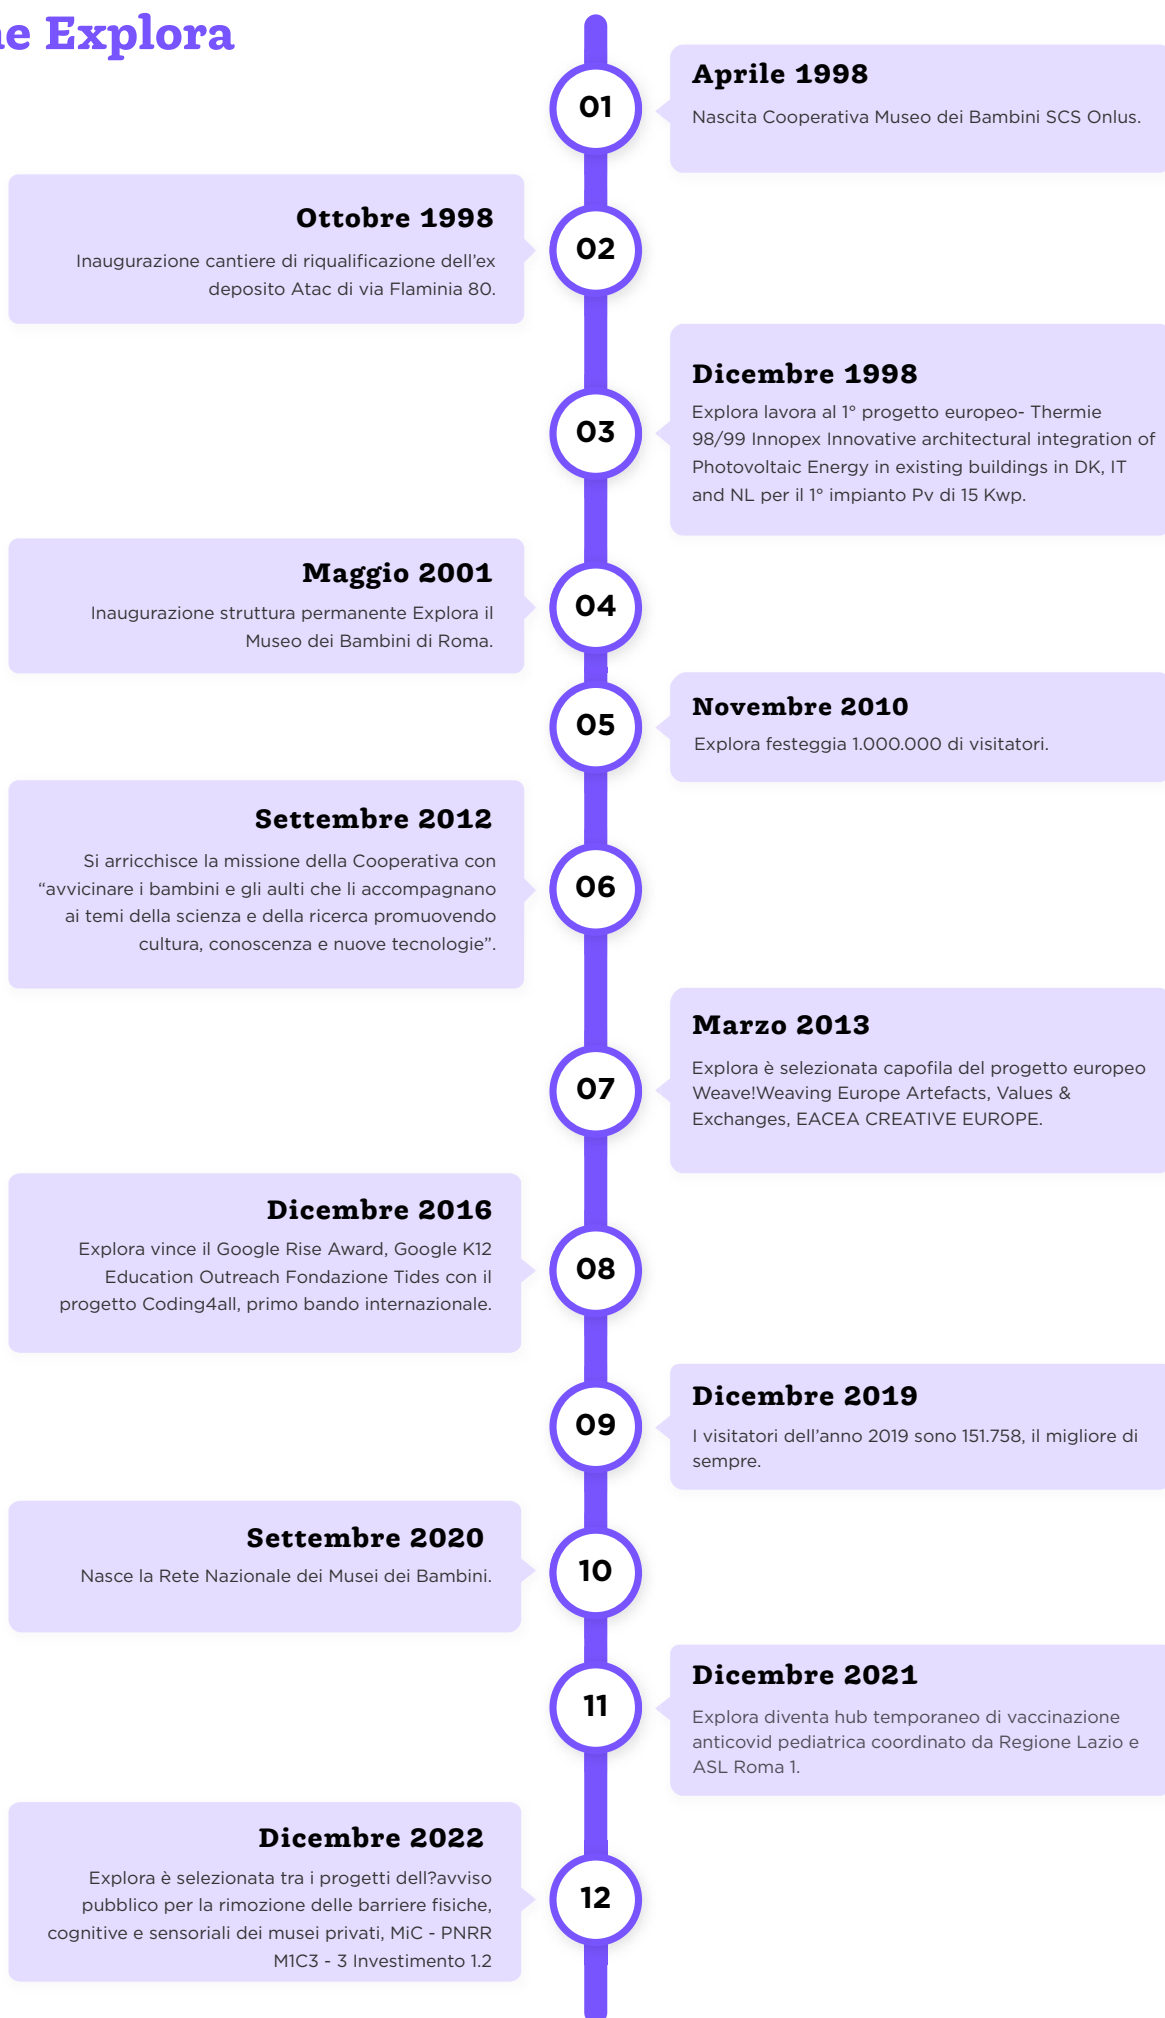 e Explora
01
Aprile 1998
Nascita Cooperativa Museo dei Bambini SCS Onlus.
Ottobre 1998
Inaugurazione cantiere di riqualificazione dell'ex
deposito Atac di via Flaminia 80.
02
Dicembre 1998
Explora lavora al 1° progetto europeo- Thermie
98/99 Innopex Innovative architectural integration of
Photovoltaic Energy in existing buildings in DK, IT
and NL per il 1° impianto Pv di 15 Kwp.
03
Maggio 2001
Inaugurazione struttura permanente Explora il
Museo dei Bambini di Roma.
04
Novembre 2010
Explora festeggia 1.000.000 di visitatori.
05
Settembre 2012
Si arricchisce la missione della Cooperativa con
“avvicinare i bambini e gli aulti che li accompagnano
ai temi della scienza e della ricerca promuovendo
cultura, conoscenza e nuove tecnologie”.
06
Marzo 2013
Explora è selezionata capofila del progetto europeo
Weave!Weaving Europe Artefacts, Values &
Exchanges, EACEA CREATIVE EUROPE.
07
Dicembre 2016
Explora vince il Google Rise Award, Google K12
Education Outreach Fondazione Tides con il
progetto Coding4all, primo bando internazionale.
08
Dicembre 2019
I visitatori dell'anno 2019 sono 151.758, il migliore di
sempre.
09
Settembre 2020
Nasce la Rete Nazionale dei Musei dei Bambini.
10
Dicembre 2021
Explora diventa hub temporaneo di vaccinazione
anticovid pediatrica coordinato da Regione Lazio e
ASL Roma 1.
11
Dicembre 2022
Explora è selezionata tra i progetti dell?avviso
pubblico per la rimozione delle barriere fisiche,
cognitive e sensoriali dei musei privati, MiC - PNRR
M1C3 - 3 Investimento 1.2
12